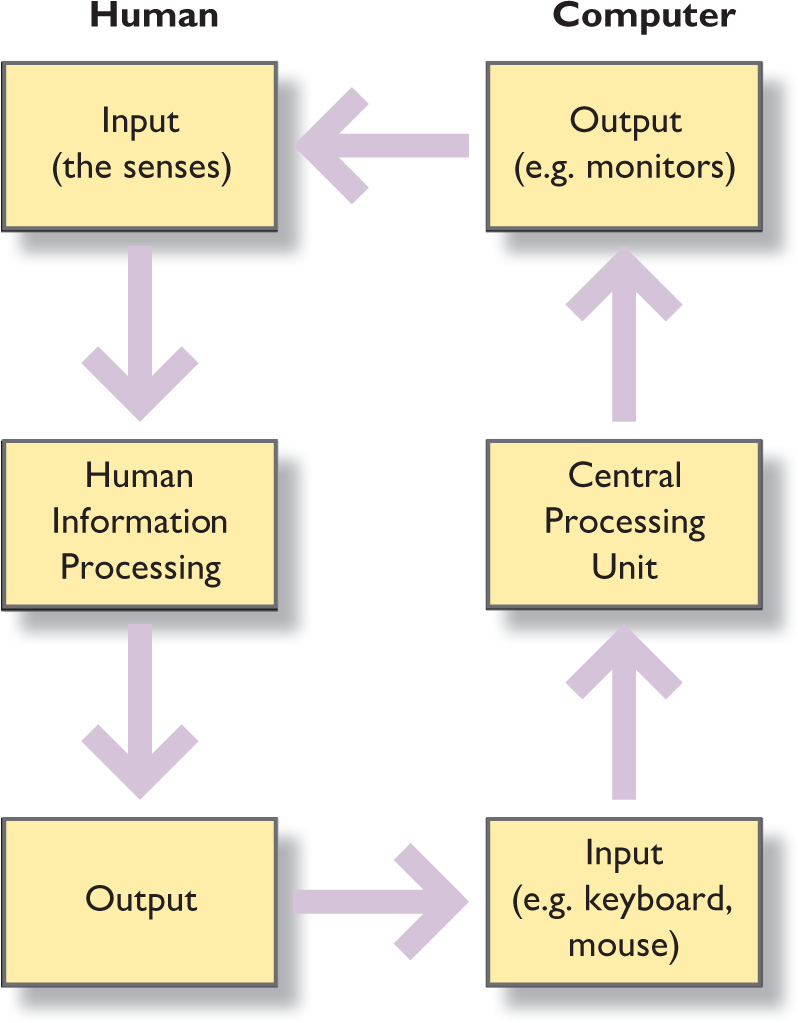 Human
Computer
Input
(the senses)
Output
(e.g. monitors)
Human
Information
Processing
Central
Processing
Unit
Output
Input
(e.g. keyboard,
mouse)